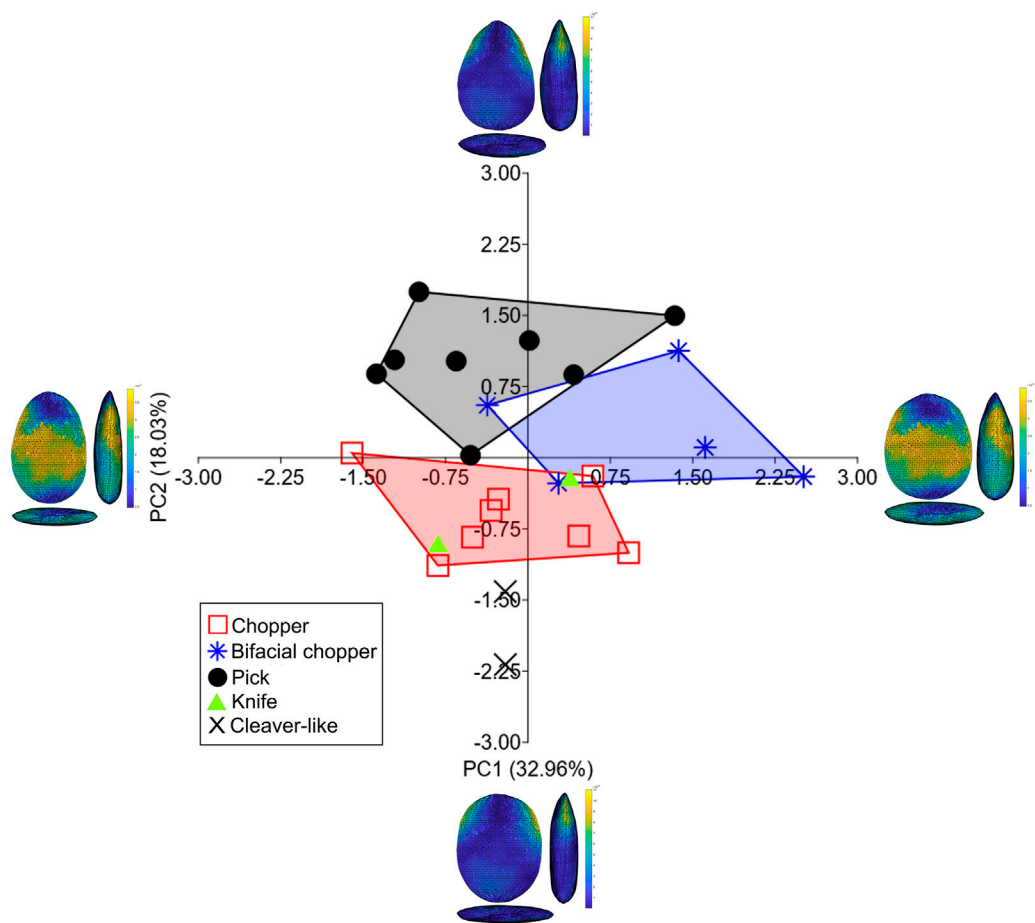 3.00
2.25
1.50
0.75
-3.00 -2.25 -1.50 -0.75 0.75 1.50 2.25 3.00
-0.75
-1.50
-2.25
-3.00
PC2 (18.03%)
PC1 (32.96%)
Chopper
Bifacial chopper
Pick
Knife
Cleaver-like